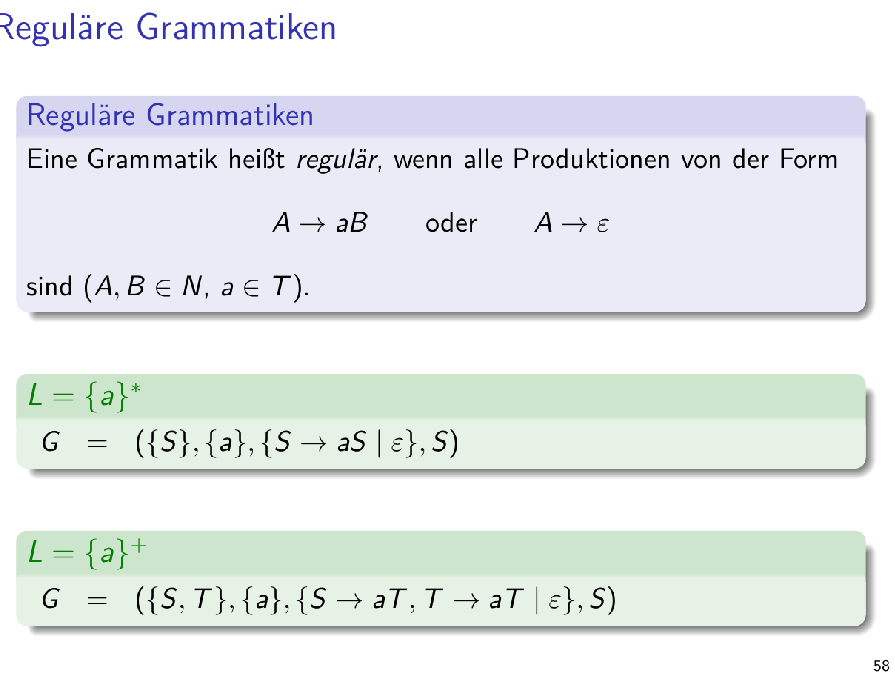 Reguläre Grammatiken
Reguläre Grammatiken
Eine Grammatik heißt regulär, wenn alle Produktionen von der Form
A → aB oder A → ε
sind (A, B ∈ N, a ∈ T).
L = {a}*
G = ({S}, {a}, {S → aS | ε}, S)
L = {a}⁺
G = ({S, T}, {a}, {S → aT, T → aT | ε}, S)
58